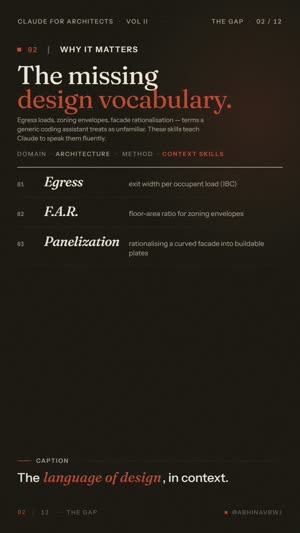 CLAUDE FOR ARCHITECTS · VOL II
THE GAP · 02 / 12
02 | WHY IT MATTERS
The missing
design vocabulary.
Egress loads, zoning envelopes, facade rationalisation — terms a
generic coding assistant treats as unfamiliar. These skills teach
Claude to speak them fluently.
DOMAIN · ARCHITECTURE · METHOD · CONTEXT SKILLS
01 Egress exit width per occupant load (IBC)
02 F.A.R. floor-area ratio for zoning envelopes
03 Panelization rationalising a curved facade into buildable
plates
CAPTION
The language of design, in context.
02 / 12 · THE GAP
@ABHINAVBWJ